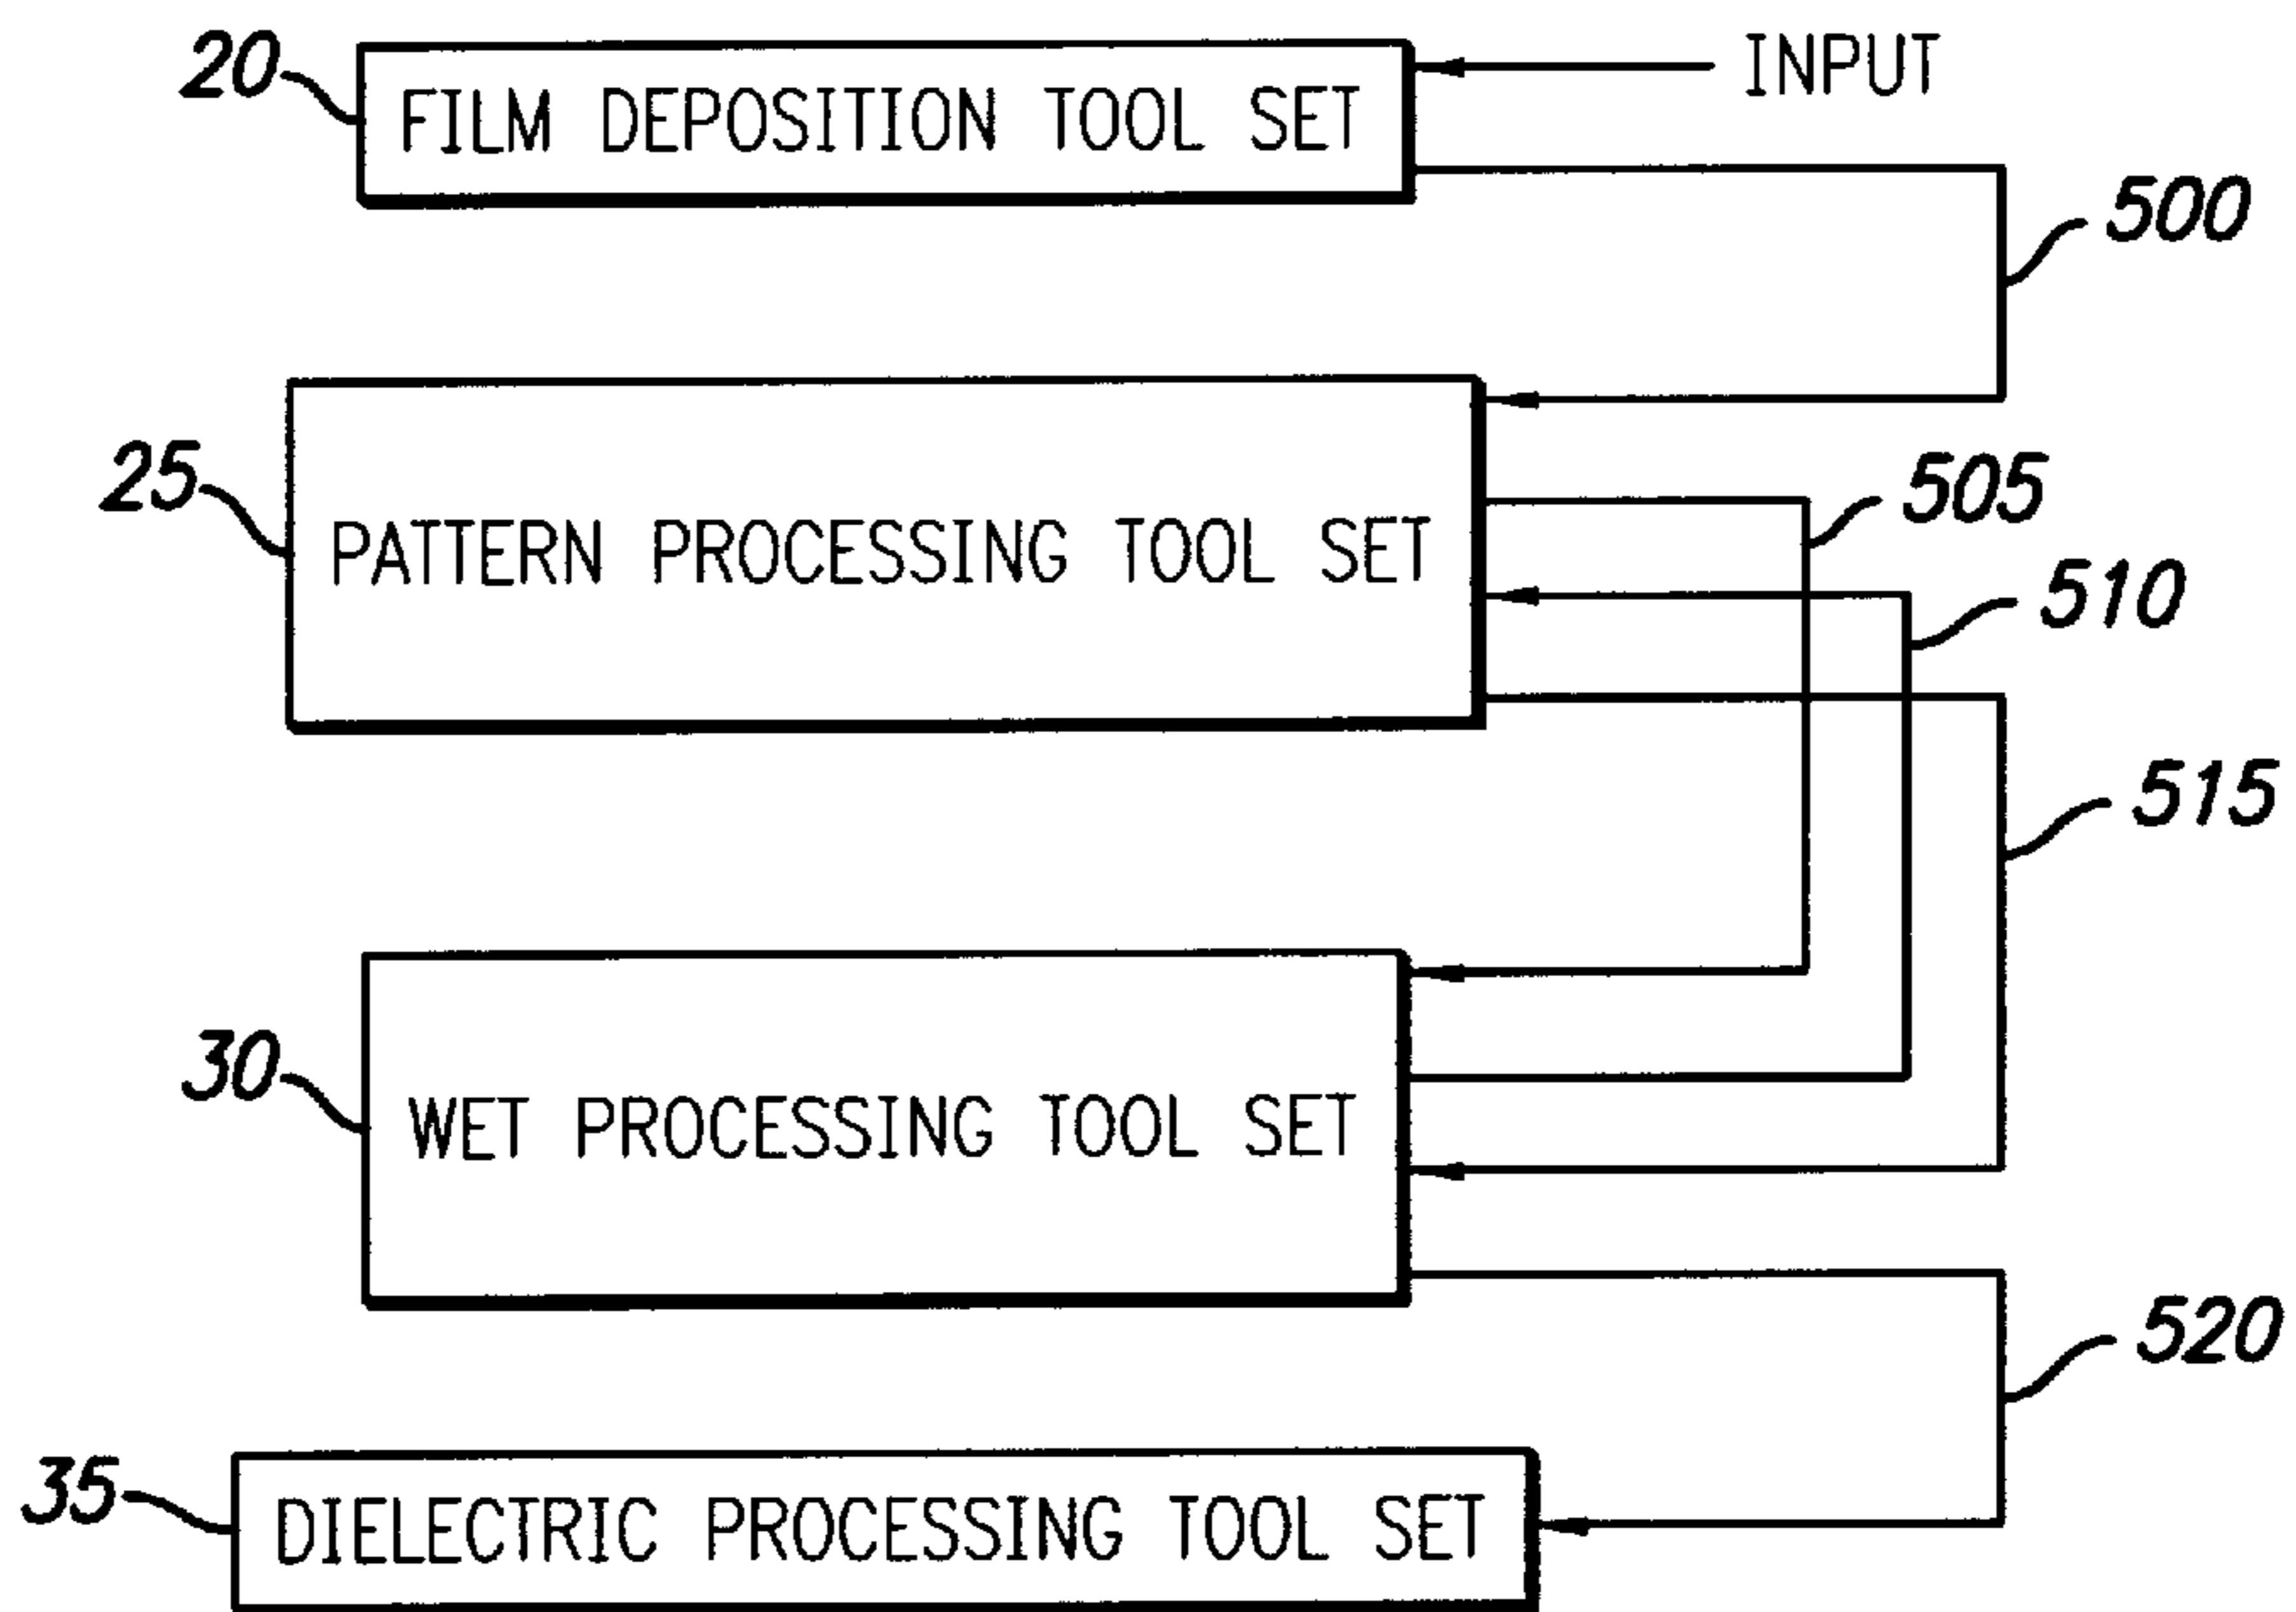 20
FILM DEPOSITION TOOL SET
INPUT
500
25
PATTERN PROCESSING TOOL SET
505
510
515
30
WET PROCESSING TOOL SET
520
35
DIELECTRIC PROCESSING TOOL SET